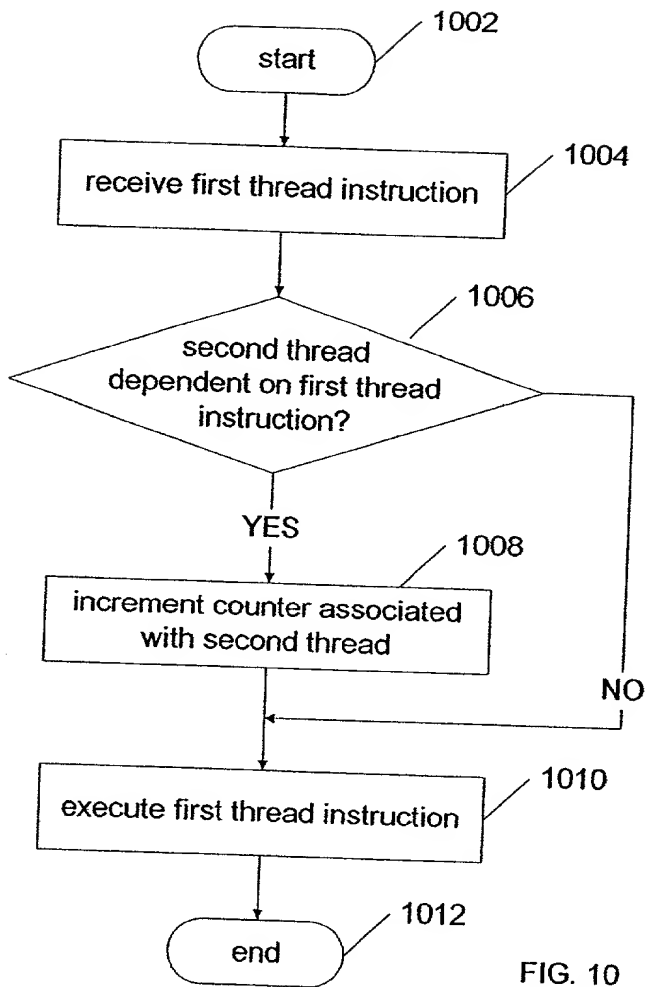 1002
start
1004
receive first thread instruction
1006
second thread
dependent on first thread
instruction?
YES
1008
increment counter associated
with second thread
NO
1010
execute first thread instruction
1012
end
FIG. 10